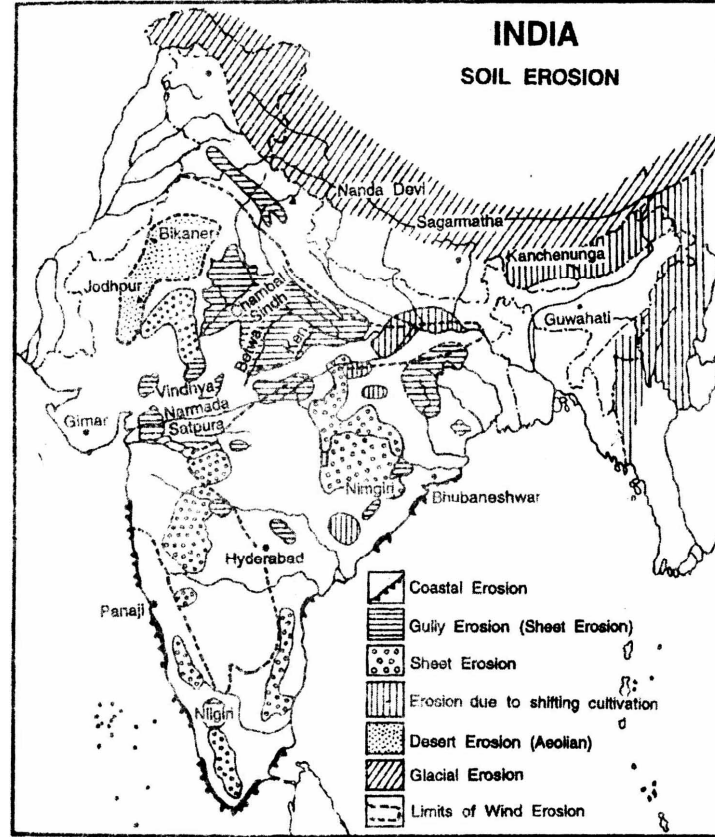 INDIA
SOIL EROSION
Nanda Devi
Sagarmatha
Kanchenunga
Bikaner
Jodhpur
Chambal
Sindh
Betwa
Ken
Guwahati
Vindhya
Narmada
Girnar
Satpura
Nimgiri
Bhubaneshwar
Hyderabad
Panaji
Nilgiri
Coastal Erosion
Gully Erosion (Sheet Erosion)
Sheet Erosion
Erosion due to shifting cultivation
Desert Erosion (Aeolian)
Glacial Erosion
Limits of Wind Erosion